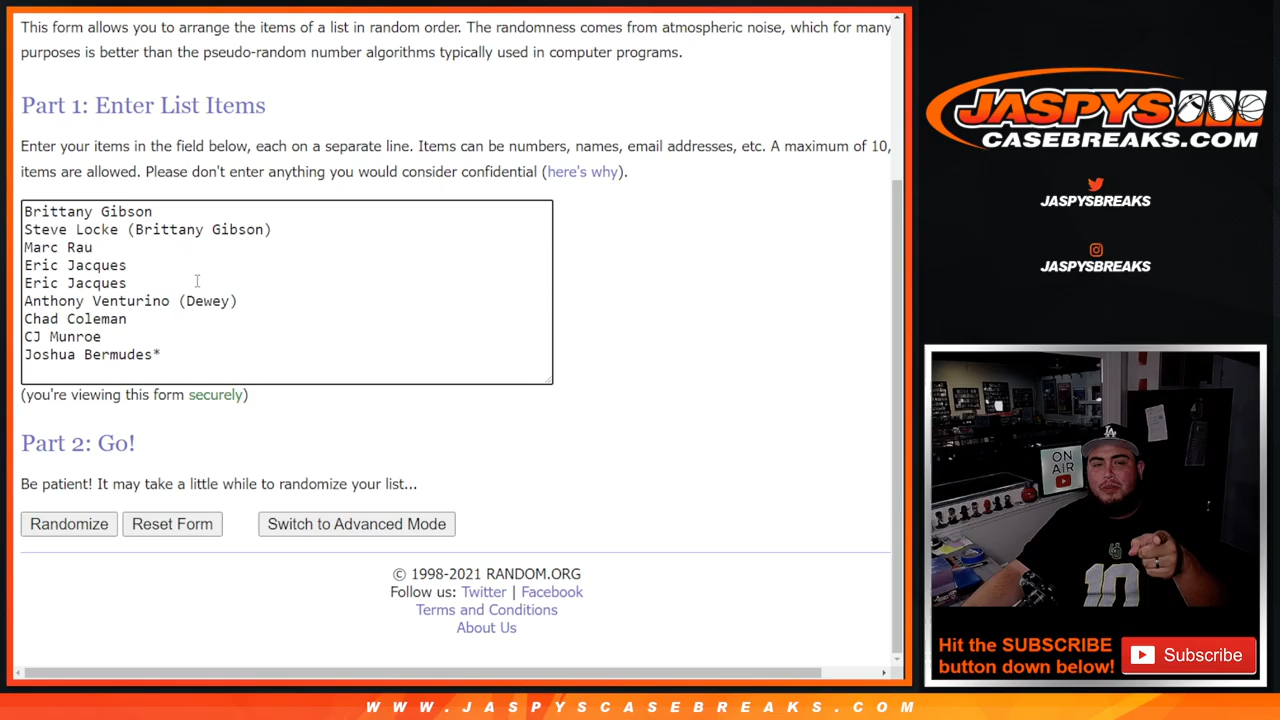 This form allows you to arrange the items of a list in random order. The randomness comes from atmospheric noise, which for many
purposes is better than the pseudo-random number algorithms typically used in computer programs.
Part 1: Enter List Items
Enter your items in the field below, each on a separate line. Items can be numbers, names, email addresses, etc. A maximum of 10,
items are allowed. Please don't enter anything you would consider confidential (here's why).
Brittany Gibson
Steve Locke (Brittany Gibson)
Marc Rau
Eric Jacques
Eric Jacques
Anthony Venturino (Dewey)
Chad Coleman
CJ Munroe
Joshua Bermudes*
(you're viewing this form securely)
Part 2: Go!
Be patient! It may take a little while to randomize your list...
Randomize
Reset Form
Switch to Advanced Mode
© 1998-2021 RANDOM.ORG
Follow us: Twitter | Facebook
Terms and Conditions
About Us
JASPYS
CASEBREAKS.COM
JASPYSBREAKS
JASPYSBREAKS
ON
AIR
LA
10
Hit the SUBSCRIBE
button down below!
Subscribe
WWW.JASPYSCASEBREAKS.COM